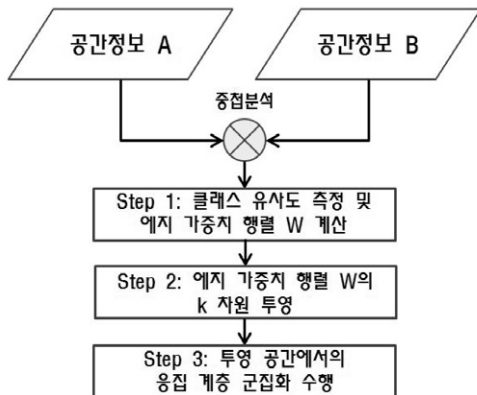 공간정보 A
공간정보 B
중첩분석
Step 1: 클래스 유사도 측정 및
에지 가중치 행렬 W 계산
Step 2: 에지 가중치 행렬 W의
k 차원 투영
Step 3: 투영 공간에서의
응집 계층 군집화 수행